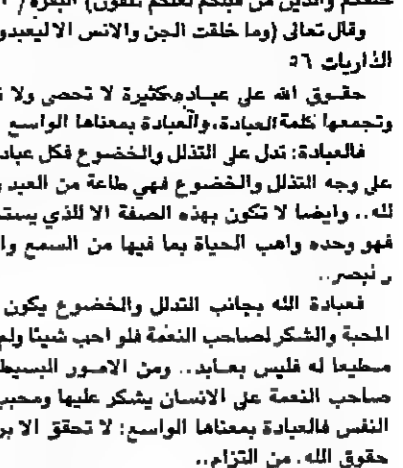 خلقكم والذين من قبلكم لعلكم تتقون) البقرة /
وقال تعالى (وما خلقت الجن والانس الا ليعبدو
الذاريات ٥٦
حقوق الله على عباده كثيرة لا تحصى ولا
وتجمعها كلمة العبادة، والعبادة بمعناها الواسع
فالعبادة: تدل على التذلل والخضوع فكل عباد
على وجه التذلل والخضوع فهي طاعة من العبد
لله.. وايضا لا تكون بهذه الصفة الا للذي يست
فهو وحده واهب الحياة بما فيها من السمع وا
ر نبصر..
فعبادة الله بجانب التدلل والخضوع يكون
المحبة والشكر لصاحب النعمة فلو احب شيئا ولم
مطيعا له فليس بعابد.. ومن الامور البسيط
صاحب النعمة على الانسان يشكر عليها ومحبب
النفس فالعبادة بمعناها الواسع: لا تحقق الا بر
حقوق الله. من التزام..